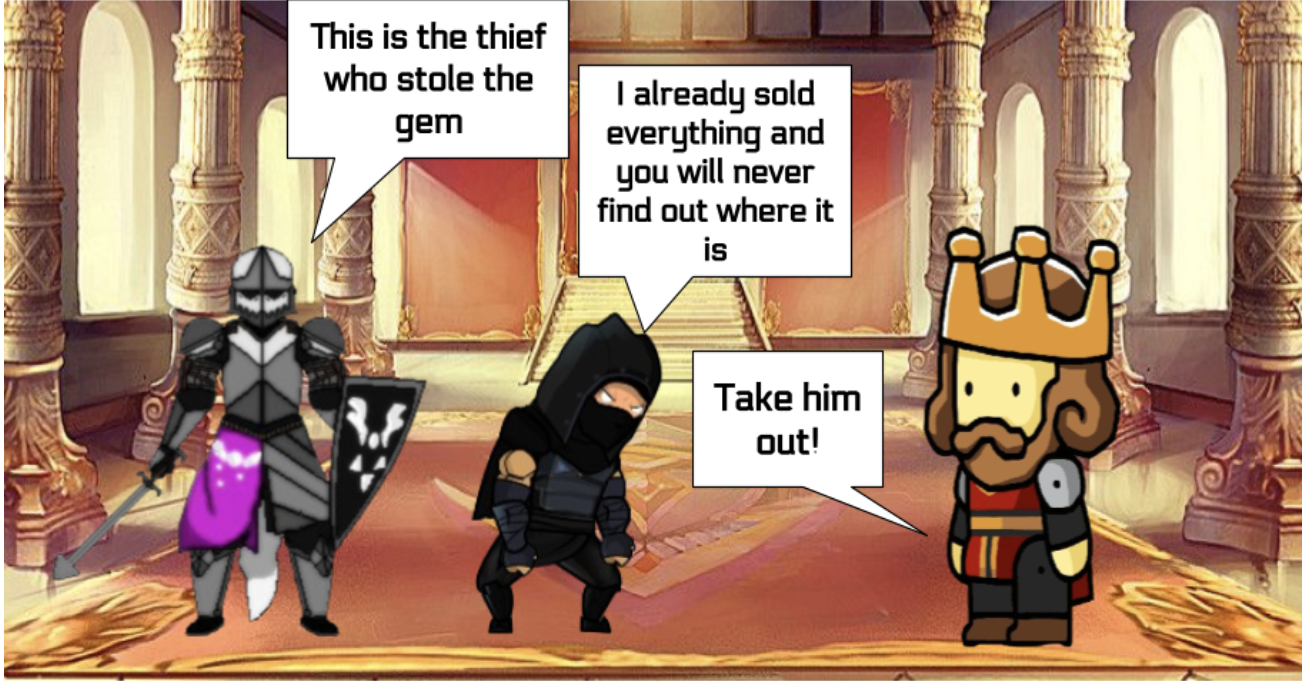 This is the thief
who stole the
gem
I already sold
everything and
you will never
find out where it
is
Take him
out!